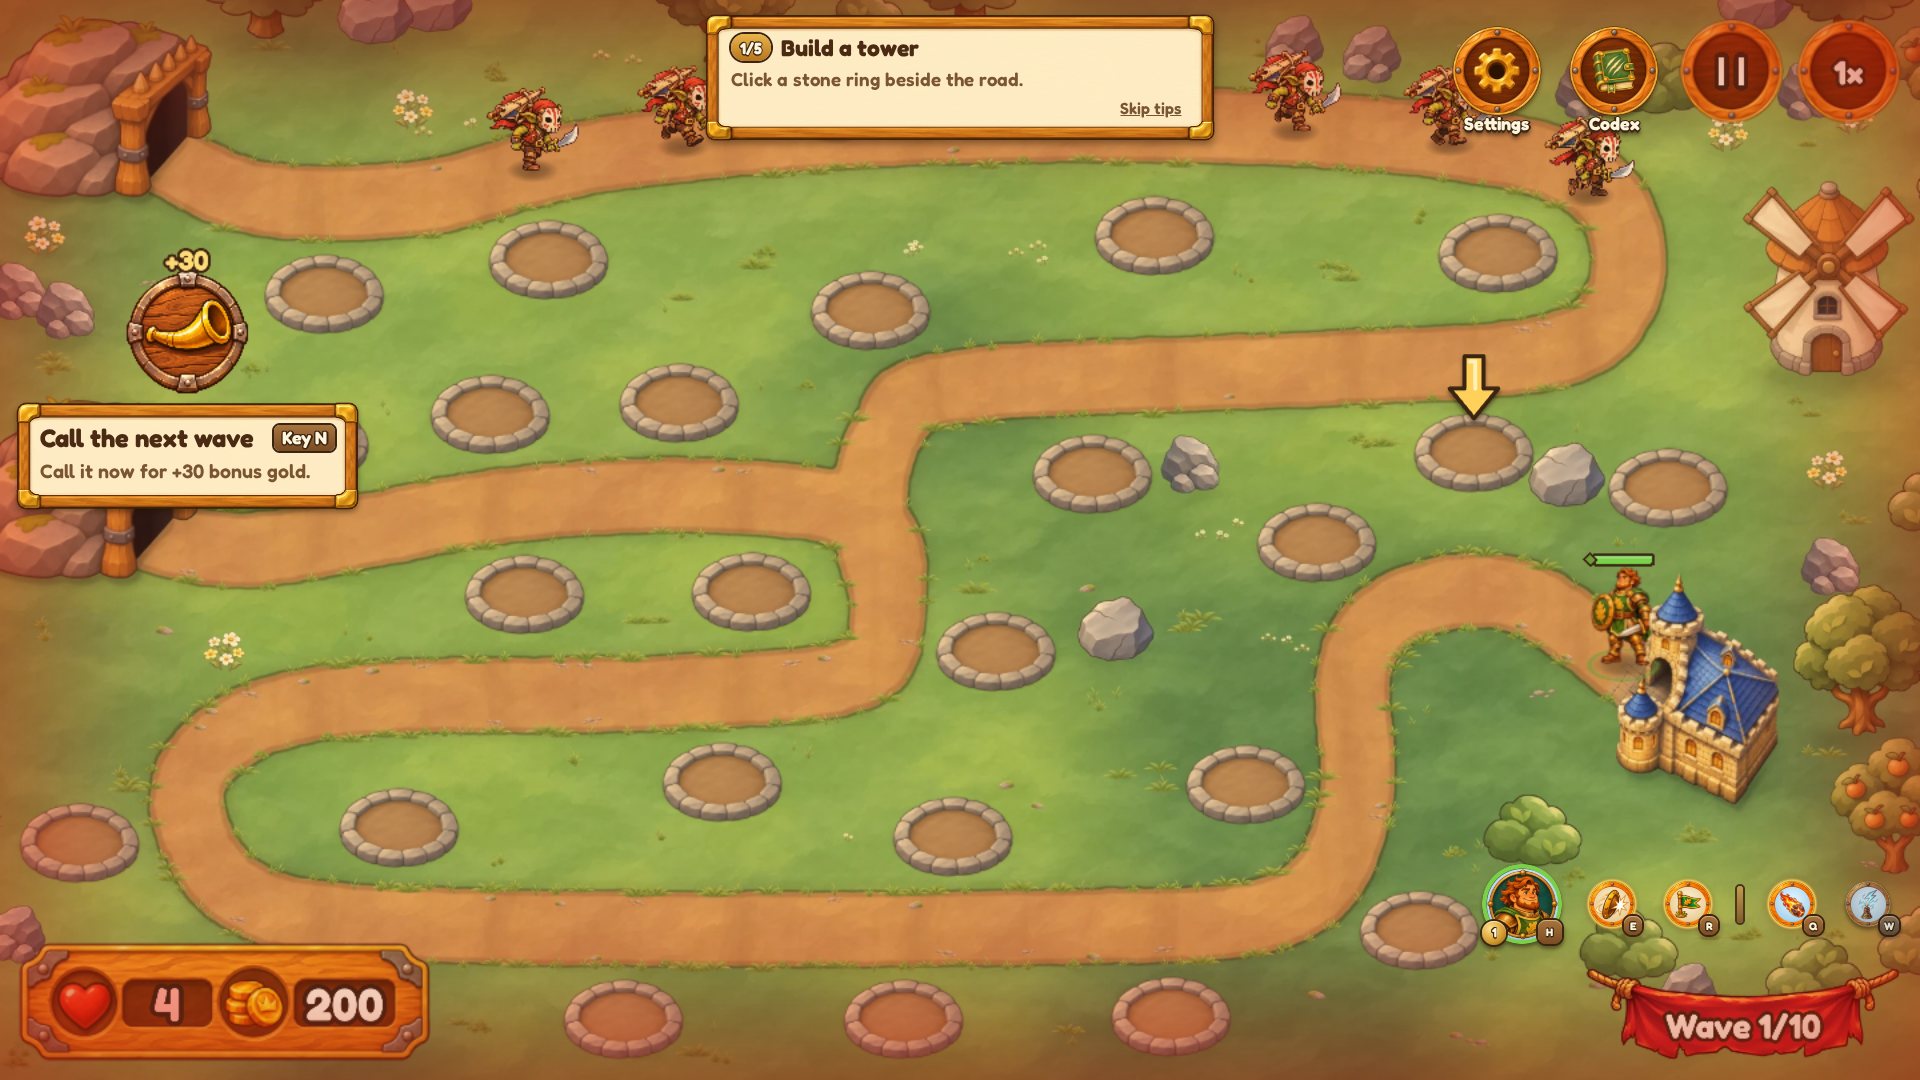 1/5 Build a tower
Click a stone ring beside the road.
Skip tips
Settings
Codex
1x
+30
Call the next wave Key N
Call it now for +30 bonus gold.
1 H E R Q W
4 200
Wave 1/10